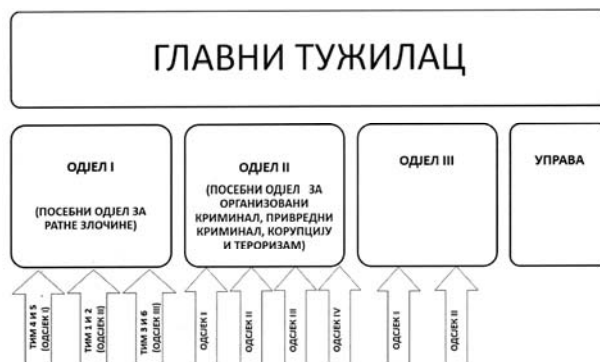 ГЛАВНИ ТУЖИЛАЦ
ОДЈЕЛ I
(ПОСЕБНИ ОДЈЕЛ ЗА
РАТНЕ ЗЛОЧИНЕ)
ОДЈЕЛ II
(ПОСЕБНИ ОДЈЕЛ ЗА
ОРГАНИЗОВАНИ
КРИМИНАЛ, ПРИВРЕДНИ
КРИМИНАЛ, КОРУПЦИЈУ
И ТЕРОРИЗАМ)
ОДЈЕЛ III
УПРАВА
ТИМ 4 И 5
(ОДСЈЕК I)
ТИМ 1 И 2
(ОДСЈЕК II)
ТИМ 3 И 6
(ОДСЈЕК III)
ОДСЈЕК I
ОДСЈЕК II
ОДСЈЕК III
ОДСЈЕК IV
ОДСЈЕК I
ОДСЈЕК II